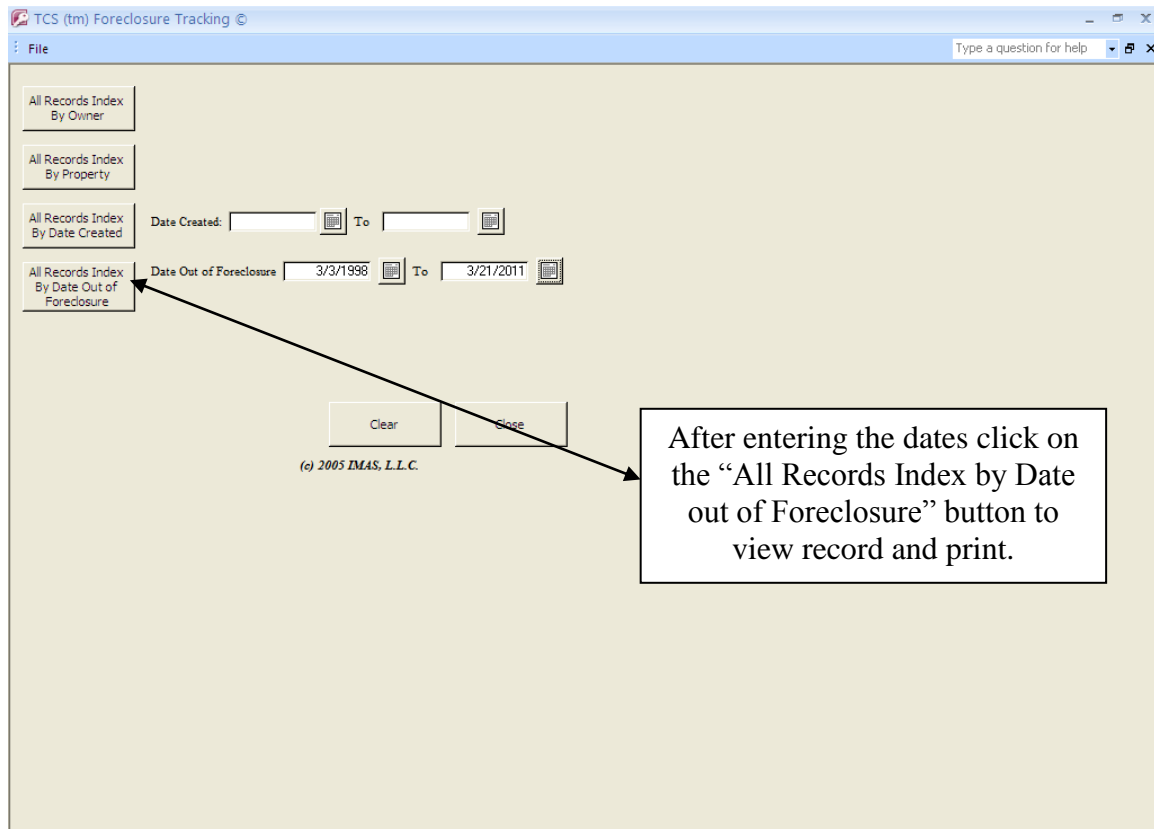 TCS (tm) Foreclosure Tracking ©
File
Type a question for help
All Records Index
By Owner
All Records Index
By Property
All Records Index
By Date Created
Date Created:
To
All Records Index
By Date Out of
Foreclosure
Date Out of Foreclosure 3/3/1998 To 3/21/2011
Clear
Close
(c) 2005 IMAS, L.L.C.
After entering the dates click on
the “All Records Index by Date
out of Foreclosure” button to
view record and print.